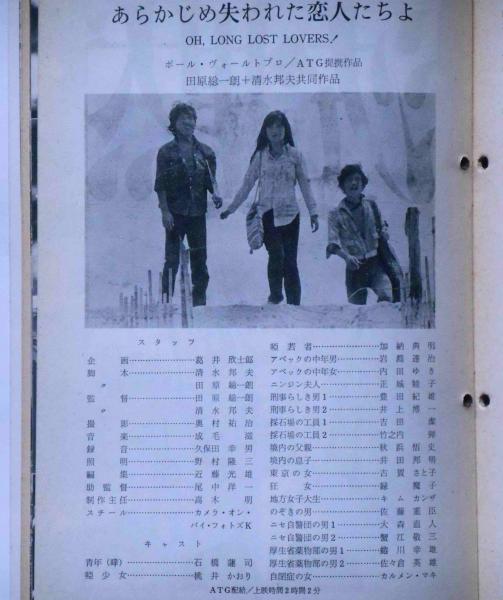 あらかじめ失われた恋人たちよ
OH, LONG LOST LOVERS!
ポール・ヴォールトプロ/ATG提携作品
田原総一朗+清水邦夫共同作品
スタッフ
企画……葛井欣士郎
脚本……清水邦夫
〃……田原総一朗
監督……田原総一朗
〃……清水邦夫
撮影……奥村祐治
音楽……成毛滋
録音……久保田幸男
照明……野村隆三
編集……近藤光雄
助監督……尾中洋一
制作主任……高木明
スチール……カメラ・オン・
バイ・フォトズK
キャスト
青年(峰)……石橋蓮司
啞少女……桃井かおり
啞若者……加納典明
アベックの中年男……岩淵達治
アベックの中年女……内田ゆき
ニンジン夫人……正城睦子
刑事らしき男1……豊田紀雄
刑事らしき男2……井上博一
採石場の工員1……吉田潔
採石場の工員2……竹之内
境内の父親……秋浜悟史
境内の息子……井田邦明
東京の女……古賀さと子
狂女……緑魔子
地方女子大生……キムカンザ
のぞきの男……佐藤重臣
ニセ自警団の男1……大森直人
ニセ自警団の男2……蟹江敬三
厚生省薬物部の男1……蜷川幸雄
厚生省薬物部の男2……佐々倉英雄
自閉症の女……カルメン・マキ
ATG配給/上映時間2時間2分